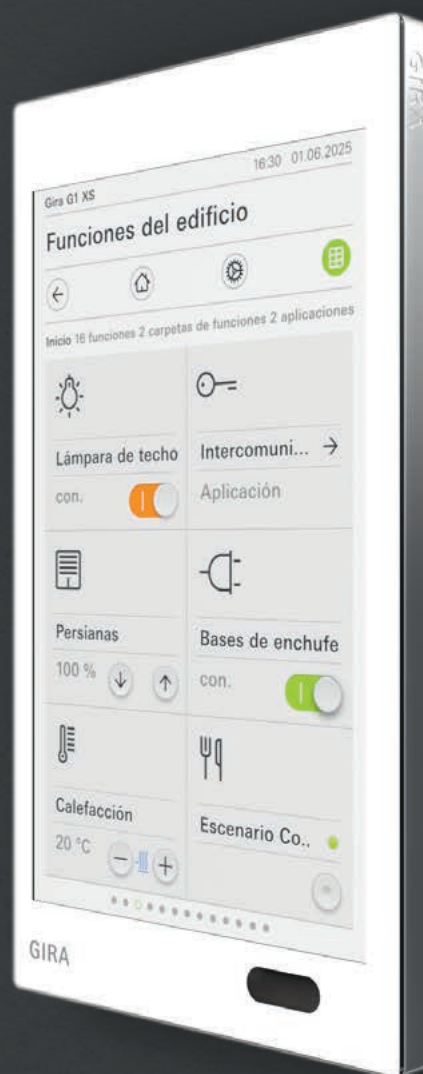 GIRA
Gira G1 XS
16:30 01.06.2025
Funciones del edificio
Inicio 16 funciones 2 carpetas de funciones 2 aplicaciones
Lámpara de techo
con.
Intercomuni... →
Aplicación
Persianas
100 %
Bases de enchufe
con.
Calefacción
20 °C
Escenario Co..
GIRA